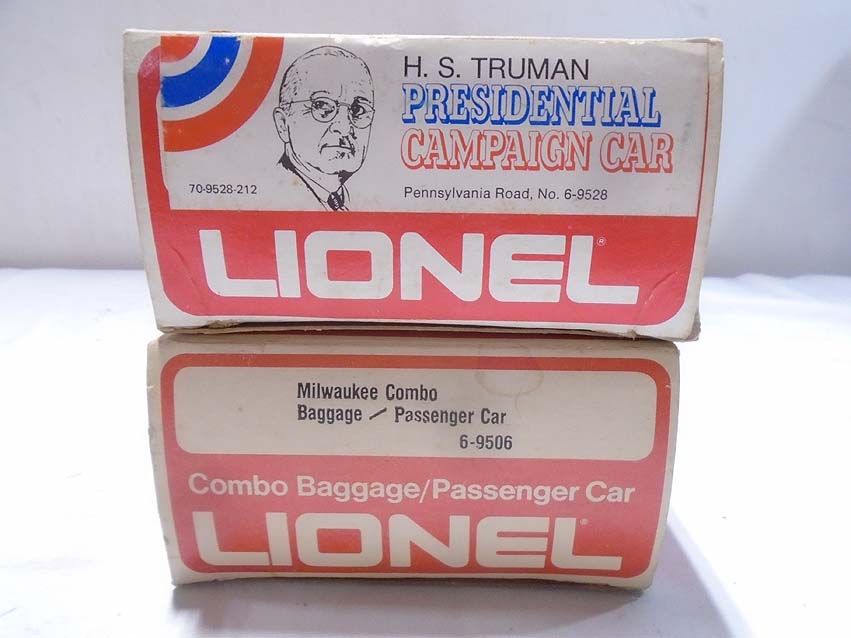 H. S. TRUMAN
PRESIDENTIAL
CAMPAIGN CAR
70-9528-212
Pennsylvania Road, No. 6-9528
LIONEL®
Milwaukee Combo
Baggage / Passenger Car
6-9506
Combo Baggage/Passenger Car
LIONEL®